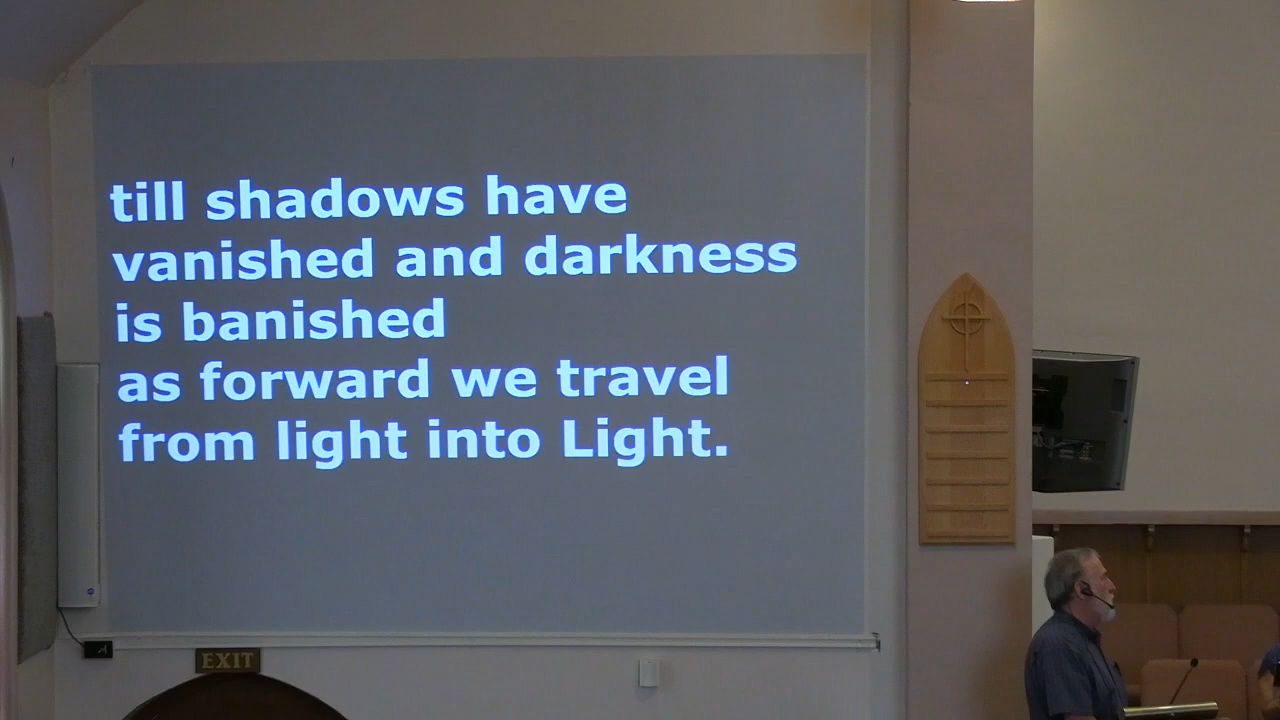 till shadows have
vanished and darkness
is banished
as forward we travel
from light into Light.
EXIT